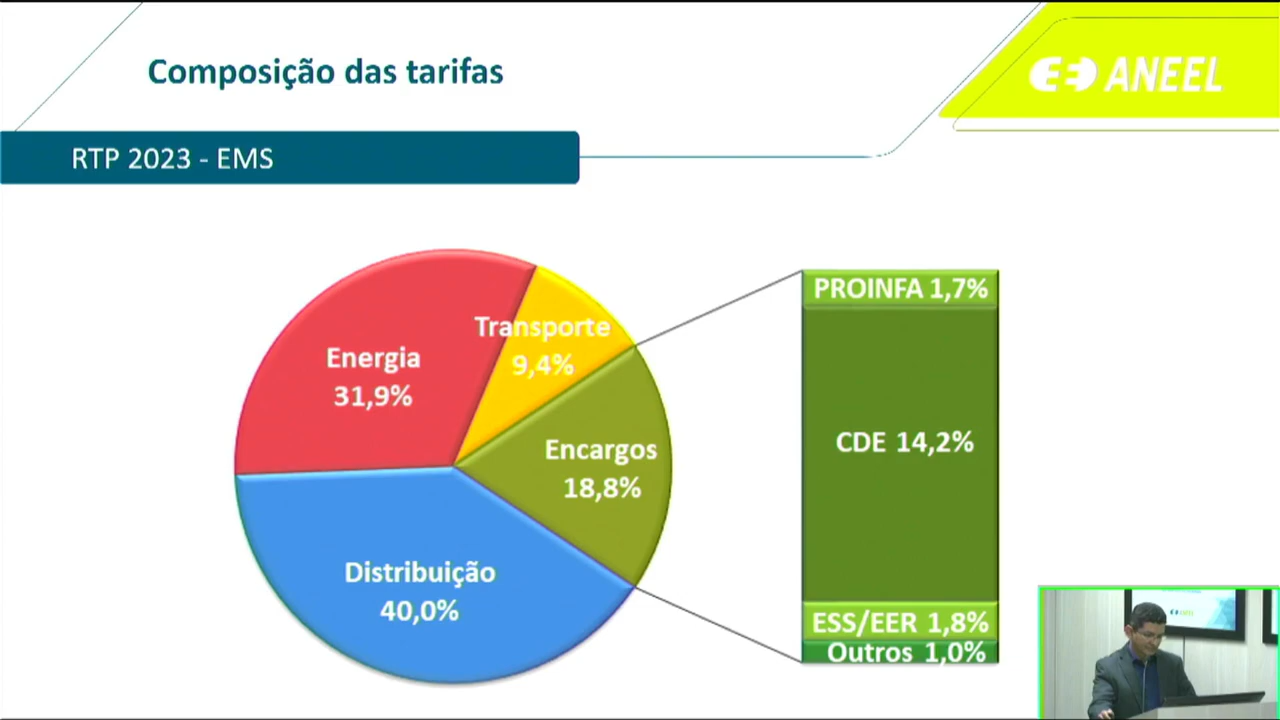 Composição das tarifas
ANEEL
RTP 2023 - EMS
Energia
31,9%
Transporte
9,4%
Encargos
18,8%
Distribuição
40,0%
PROINFA 1,7%
CDE 14,2%
ESS/EER 1,8%
Outros 1,0%
ANEEL